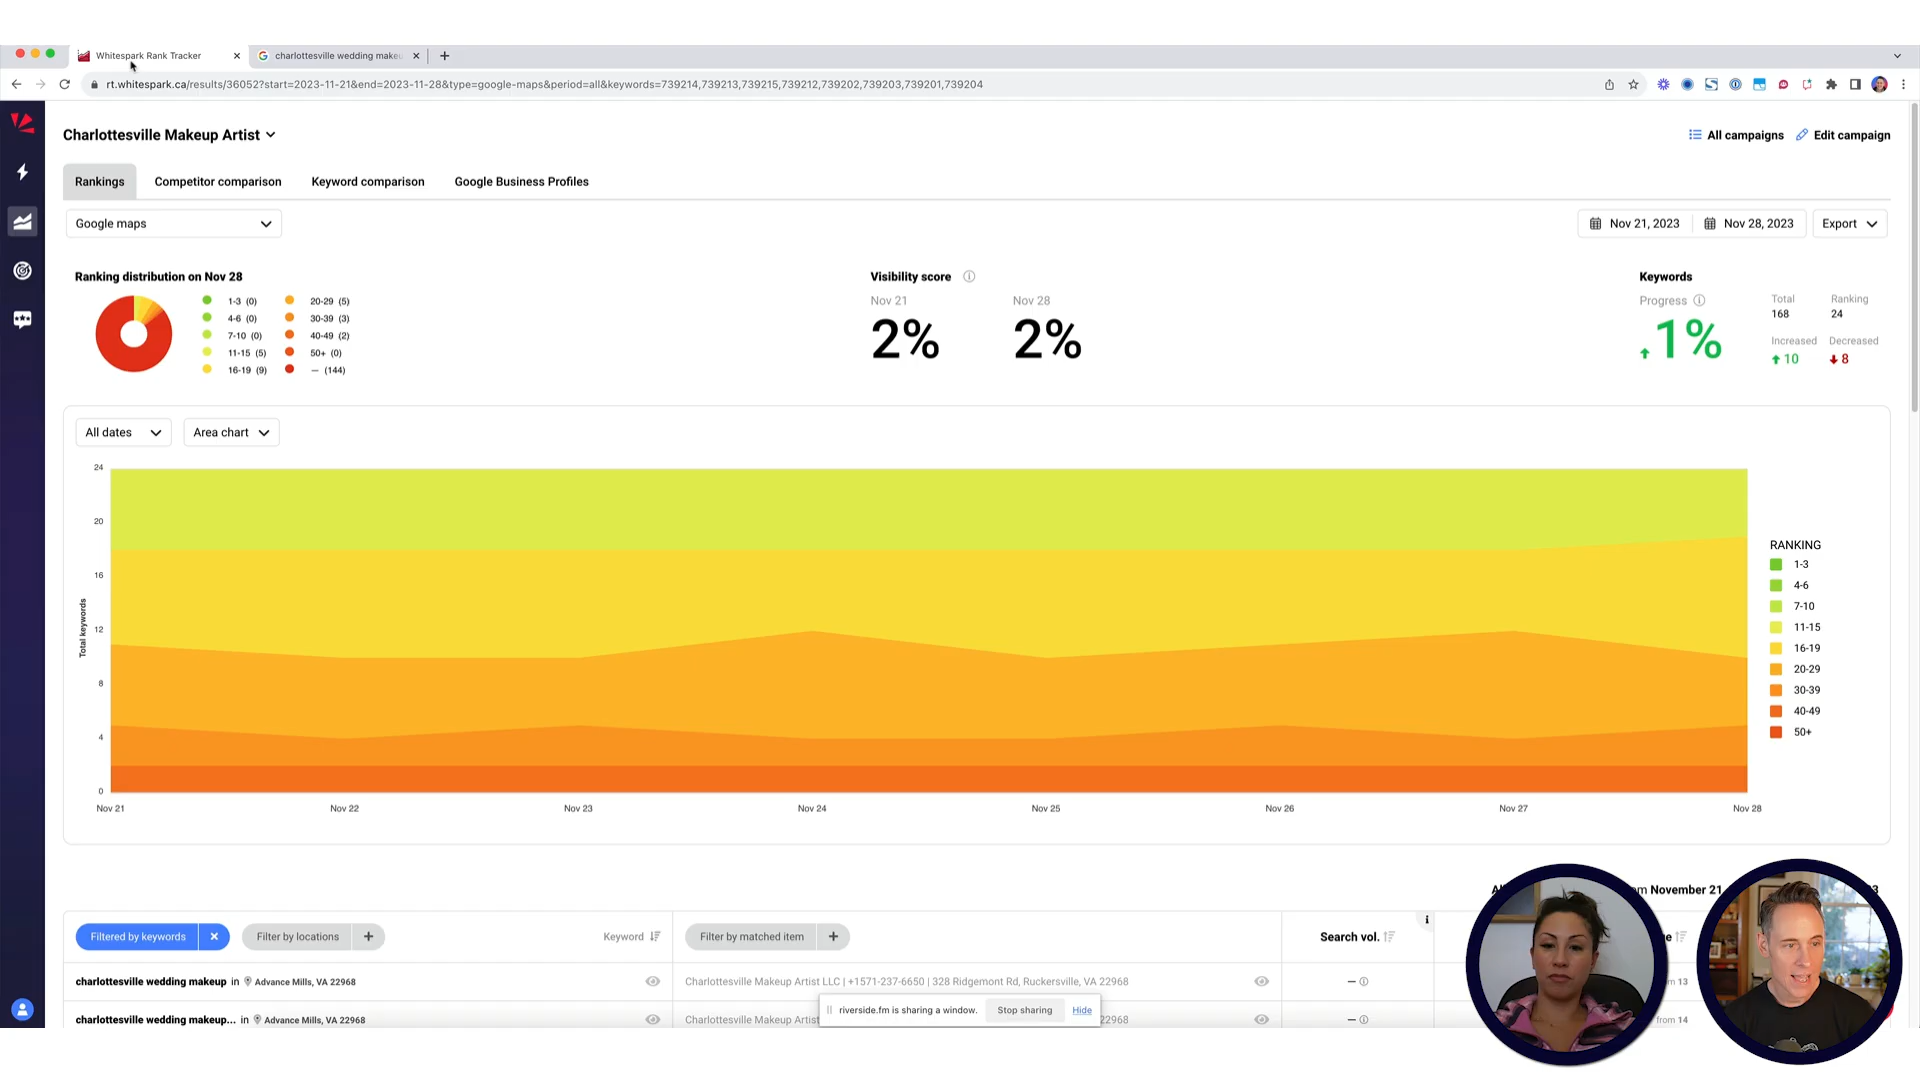 Whitespark Rank Tracker
charlottesville wedding make
rt.whitespark.ca/results/36052?start=2023-11-21&end=2023-11-28&type=google-maps&period=all&keywords=739214,739213,739215,739212,739202,739203,739201,739204
Charlottesville Makeup Artist
All campaigns
Edit campaign
Rankings
Competitor comparison
Keyword comparison
Google Business Profiles
Google maps
Nov 21, 2023
Nov 28, 2023
Export
Ranking distribution on Nov 28
1-3 (0)
4-6 (0)
7-10 (0)
11-15 (5)
16-19 (9)
20-29 (5)
30-39 (3)
40-49 (2)
50+ (0)
— (144)
Visibility score
Nov 21
2%
Nov 28
2%
Keywords
Progress
1%
Total
168
Ranking
24
Increased
10
Decreased
8
All dates
Area chart
24
20
16
12
8
4
0
Total keywords
Nov 21
Nov 22
Nov 23
Nov 24
Nov 25
Nov 26
Nov 27
Nov 28
RANKING
1-3
4-6
7-10
11-15
16-19
20-29
30-39
40-49
50+
November 21
Filtered by keywords
Filter by locations
Keyword
Filter by matched item
Search vol.
charlottesville wedding makeup in Advance Mills, VA 22968
Charlottesville Makeup Artist LLC | +1571-237-6650 | 328 Ridgemont Rd, Ruckersville, VA 22968
—
13
charlottesville wedding makeup... in Advance Mills, VA 22968
Charlottesville Makeup Artist
22968
—
from 14
riverside.fm is sharing a window.
Stop sharing
Hide